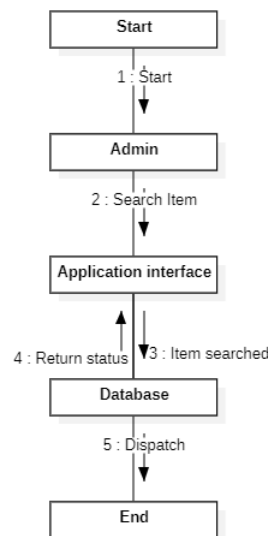 Start
1 : Start
Admin
2 : Search Item
Application interface
4 : Return status
3 : Item searched
Database
5 : Dispatch
End